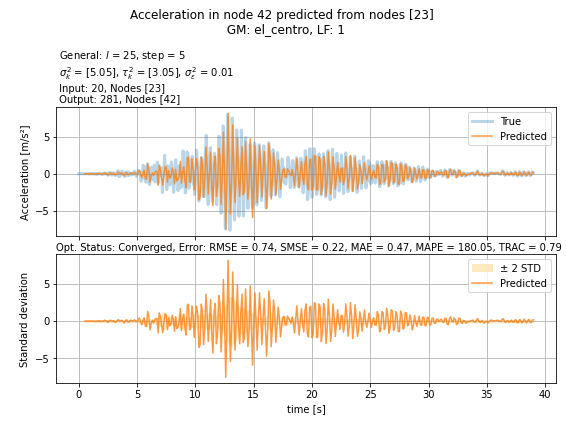 Acceleration in node 42 predicted from nodes [23]
GM: el_centro, LF: 1
General: l = 25, step = 5
σ²ₖ = [5.05], τ²ₖ = [3.05], σ²ε = 0.01
Input: 20, Nodes [23]
Output: 281, Nodes [42]
Acceleration [m/s²]
5
0
−5
True
Predicted
Opt. Status: Converged, Error: RMSE = 0.74, SMSE = 0.22, MAE = 0.47, MAPE = 180.05, TRAC = 0.79
Standard deviation
5
0
−5
± 2 STD
Predicted
0 5 10 15 20 25 30 35 40
time [s]